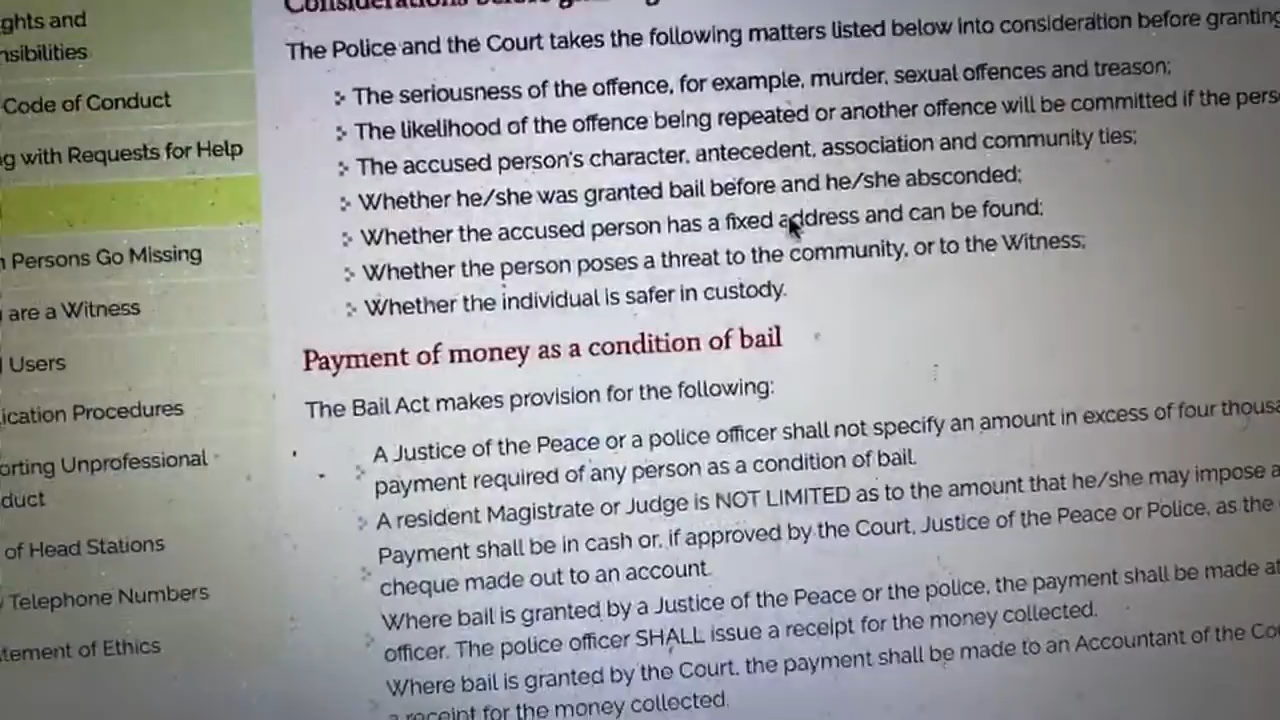 ghts and
nsibilities
Code of Conduct
g with Requests for Help
Persons Go Missing
are a Witness
Users
ication Procedures
orting Unprofessional
duct
of Head Stations
Telephone Numbers
tement of Ethics
Considerations before
The Police and the Court takes the following matters listed below into consideration before granting
The seriousness of the offence, for example, murder, sexual offences and treason;
The likelihood of the offence being repeated or another offence will be committed if the pers
The accused person's character, antecedent, association and community ties;
Whether he/she was granted bail before and he/she absconded;
Whether the accused person has a fixed address and can be found;
Whether the person poses a threat to the community, or to the Witness;
Whether the individual is safer in custody.
Payment of money as a condition of bail
The Bail Act makes provision for the following:
A Justice of the Peace or a police officer shall not specify an amount in excess of four thousa
payment required of any person as a condition of bail.
A resident Magistrate or Judge is NOT LIMITED as to the amount that he/she may impose a
Payment shall be in cash or, if approved by the Court, Justice of the Peace or Police, as the
cheque made out to an account.
Where bail is granted by a Justice of the Peace or the police, the payment shall be made at
officer. The police officer SHALL issue a receipt for the money collected.
Where bail is granted by the Court, the payment shall be made to an Accountant of the Co
a receipt for the money collected.